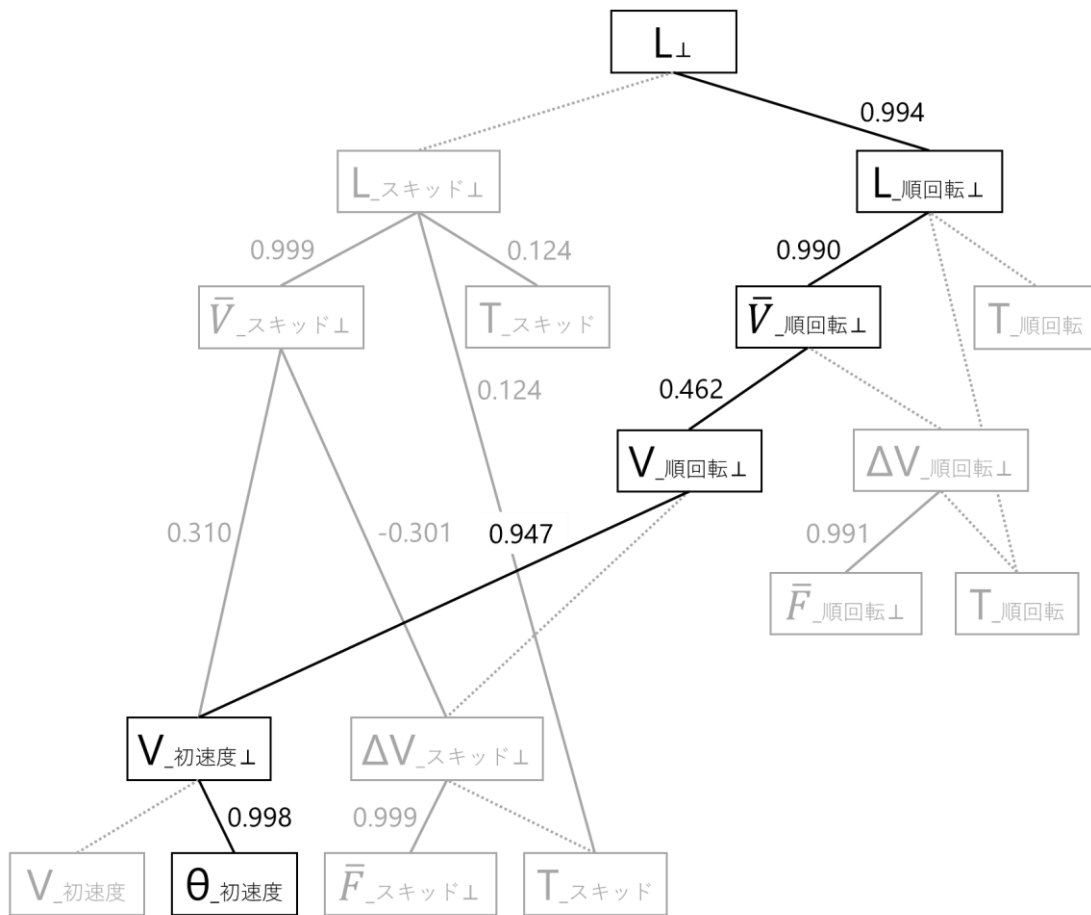 L⊥
0.994
L_スキッド⊥
L_順回転⊥
0.999
0.124
0.990
V̄_スキッド⊥
T_スキッド
V̄_順回転⊥
T_順回転
0.124
0.462
V_順回転⊥
ΔV_順回転⊥
0.310
-0.301
0.947
0.991
F̄_順回転⊥
T_順回転
V_初速度⊥
ΔV_スキッド⊥
0.998
0.999
V_初速度
θ_初速度
F̄_スキッド⊥
T_スキッド